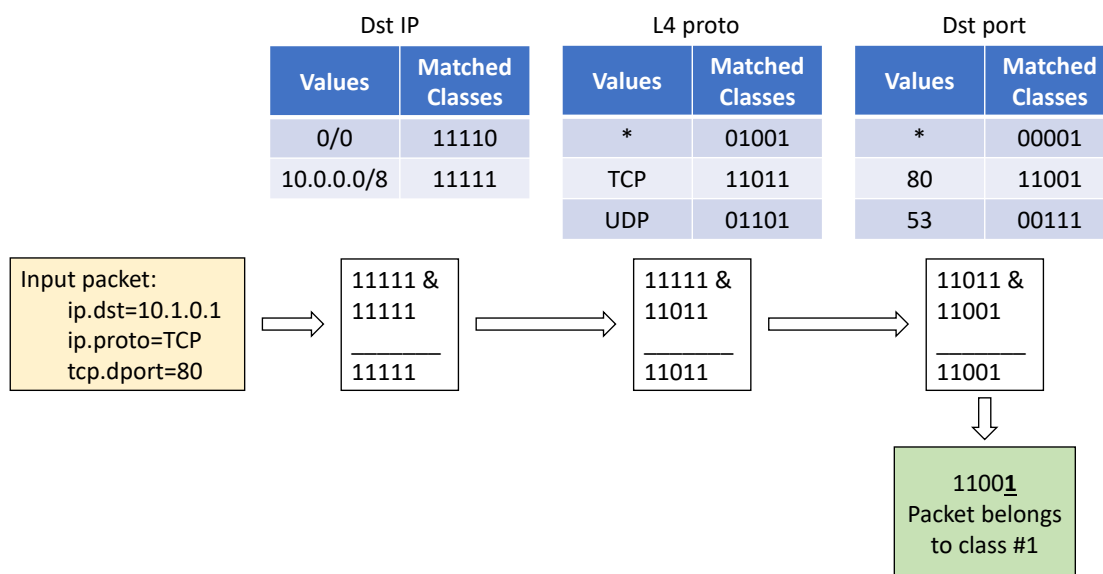 Dst IP
L4 proto
Dst port
Values
Matched
Classes
0/0
11110
10.0.0.0/8
11111
Values
Matched
Classes
*
01001
TCP
11011
UDP
01101
Values
Matched
Classes
*
00001
80
11001
53
00111
Input packet:
ip.dst=10.1.0.1
ip.proto=TCP
tcp.dport=80
11111 &
11111
_______
11111
11111 &
11011
_______
11011
11011 &
11001
_______
11001
11001
Packet belongs
to class #1